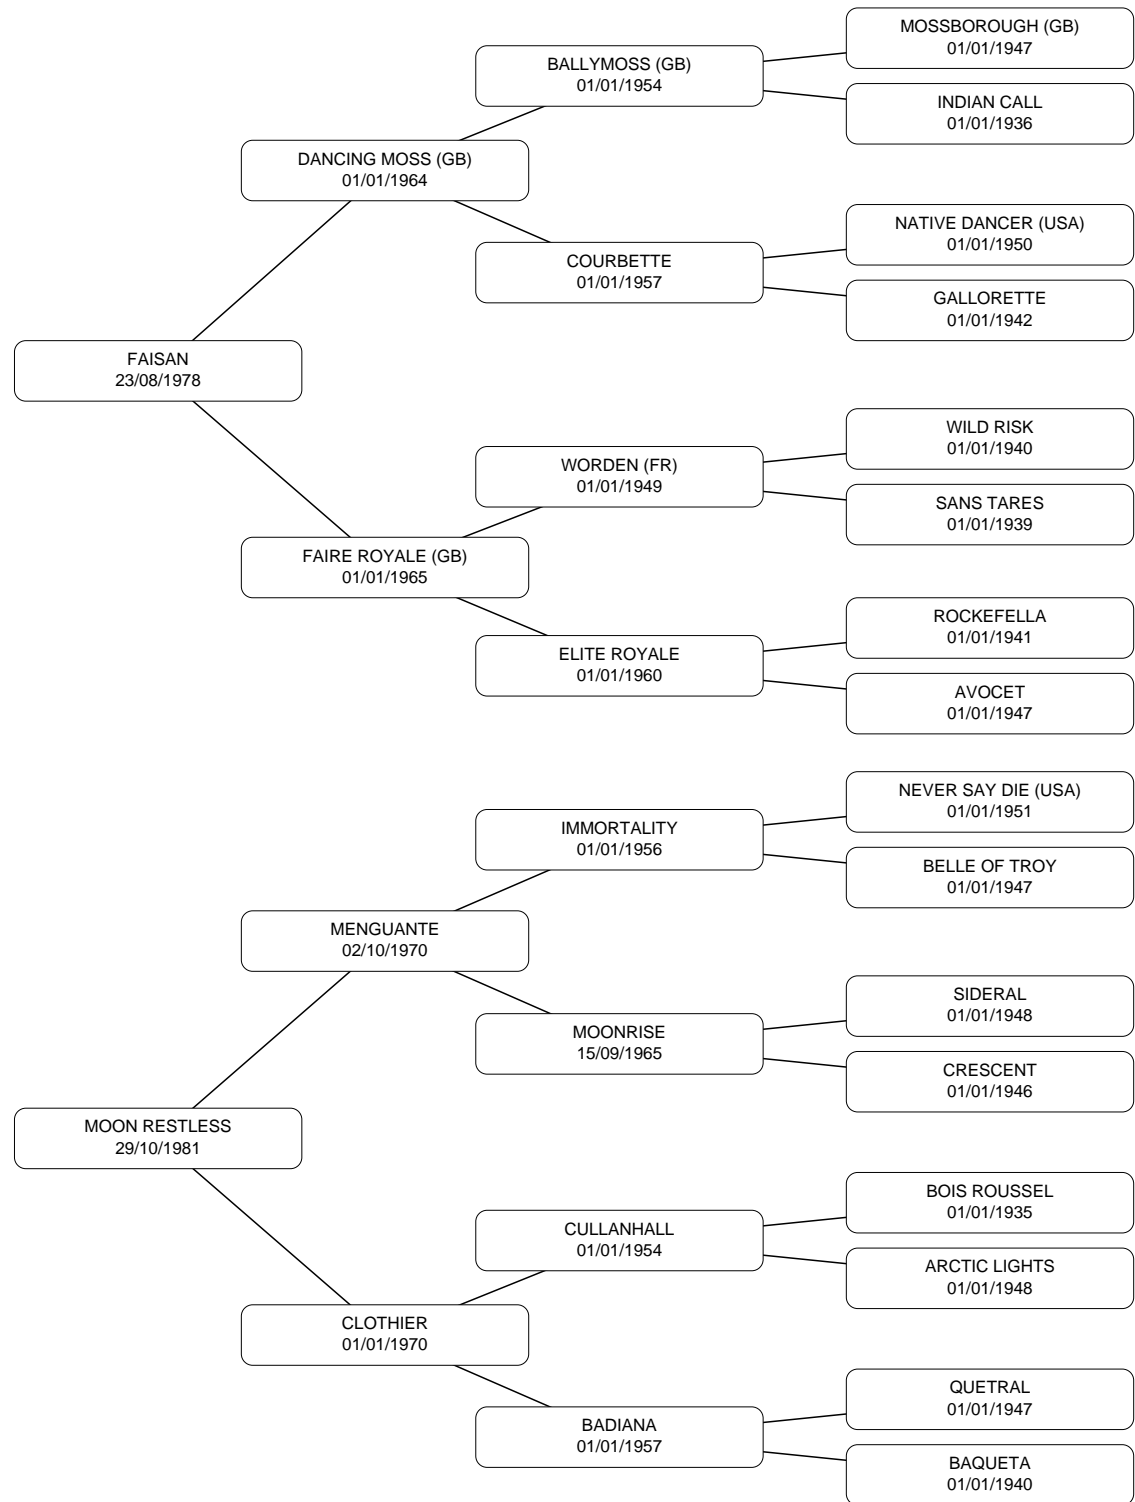 MOSSBOROUGH (GB)
01/01/1947
BALLYMOSS (GB)
01/01/1954
INDIAN CALL
01/01/1936
DANCING MOSS (GB)
01/01/1964
NATIVE DANCER (USA)
01/01/1950
COURBETTE
01/01/1957
GALLORETTE
01/01/1942
FAISAN
23/08/1978
WILD RISK
01/01/1940
WORDEN (FR)
01/01/1949
SANS TARES
01/01/1939
FAIRE ROYALE (GB)
01/01/1965
ROCKEFELLA
01/01/1941
ELITE ROYALE
01/01/1960
AVOCET
01/01/1947
NEVER SAY DIE (USA)
01/01/1951
IMMORTALITY
01/01/1956
BELLE OF TROY
01/01/1947
MENGUANTE
02/10/1970
SIDERAL
01/01/1948
MOONRISE
15/09/1965
CRESCENT
01/01/1946
MOON RESTLESS
29/10/1981
BOIS ROUSSEL
01/01/1935
CULLANHALL
01/01/1954
ARCTIC LIGHTS
01/01/1948
CLOTHIER
01/01/1970
QUETRAL
01/01/1947
BADIANA
01/01/1957
BAQUETA
01/01/1940